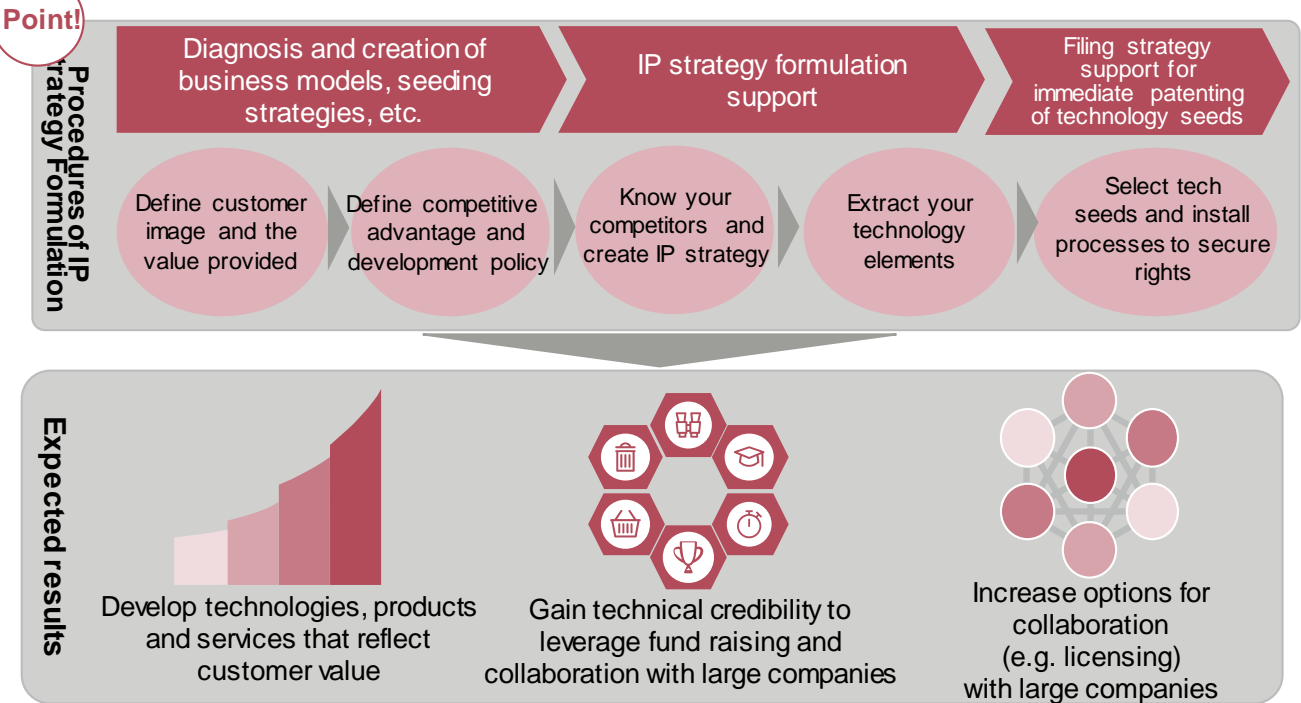 Point!
Procedures of IP
trategy Formulation
Diagnosis and creation of
business models, seeding
strategies, etc.
IP strategy formulation
support
Filing strategy
support for
immediate patenting
of technology seeds
Define customer
image and the
value provided
Define competitive
advantage and
development policy
Know your
competitors and
create IP strategy
Extract your
technology
elements
Select tech
seeds and install
processes to secure
rights
Expected results
Develop technologies, products
and services that reflect
customer value
Gain technical credibility to
leverage fund raising and
collaboration with large companies
Increase options for
collaboration
(e.g. licensing)
with large companies